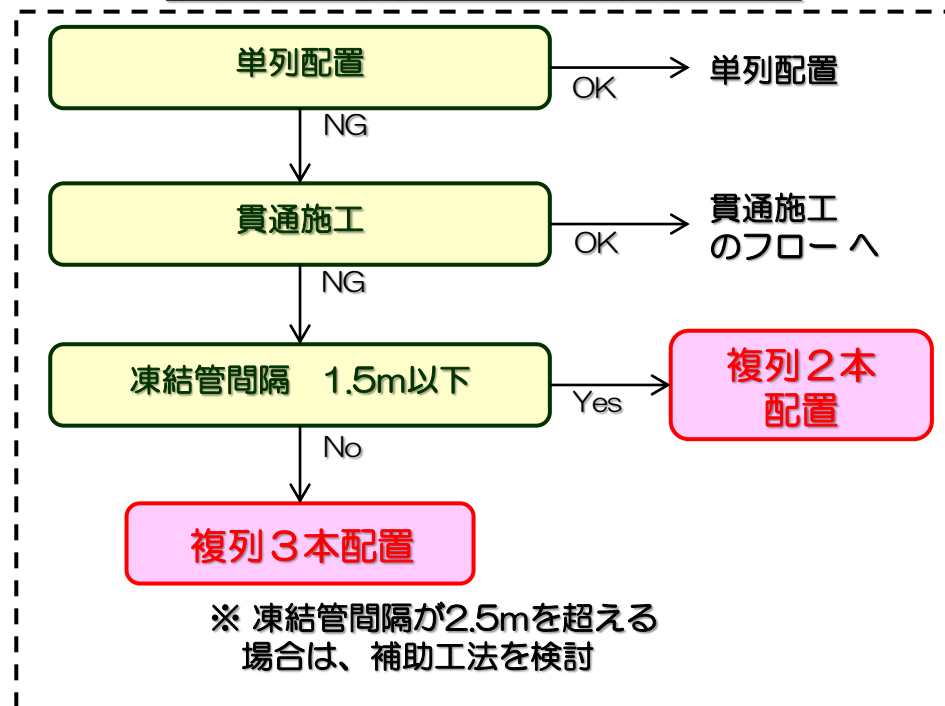 単列配置
OK
単列配置
NG
貫通施工
OK
貫通施工
のフロー へ
NG
凍結管間隔　1.5m以下
Yes
複列２本
配置
No
複列３本配置
※ 凍結管間隔が2.5mを超える
場合は、補助工法を検討